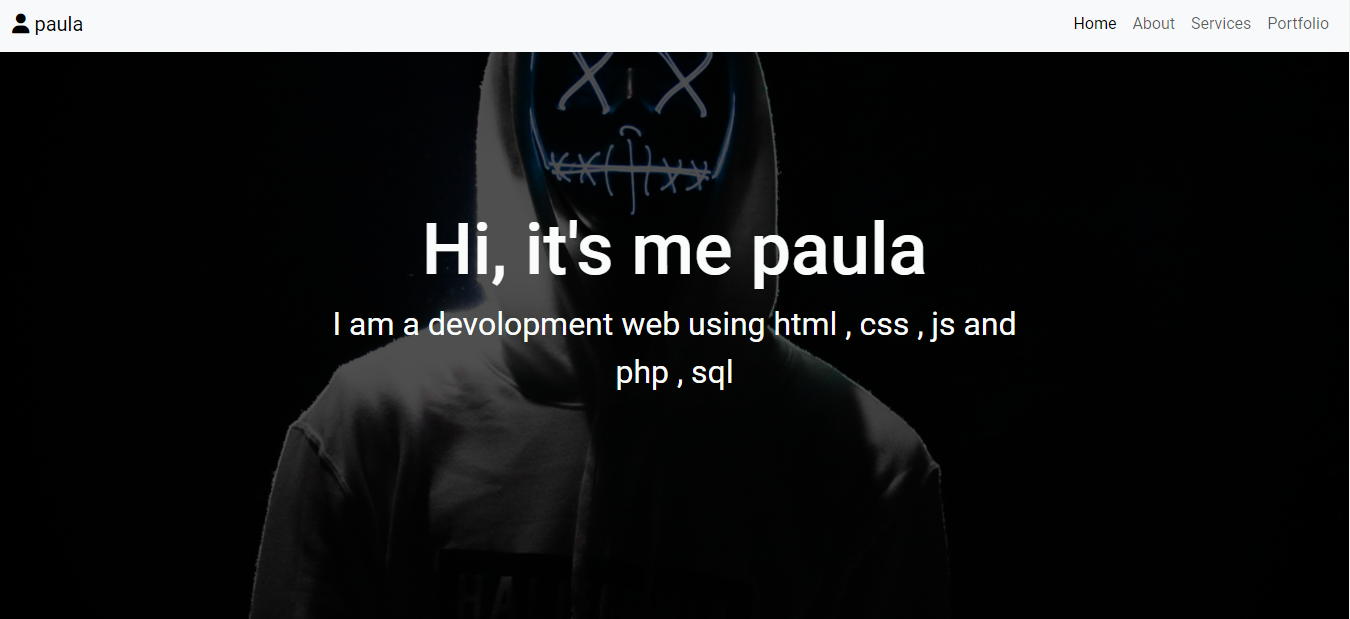 paula
Home About Services Portfolio
Hi, it's me paula
I am a devolopment web using html , css , js and
php , sql